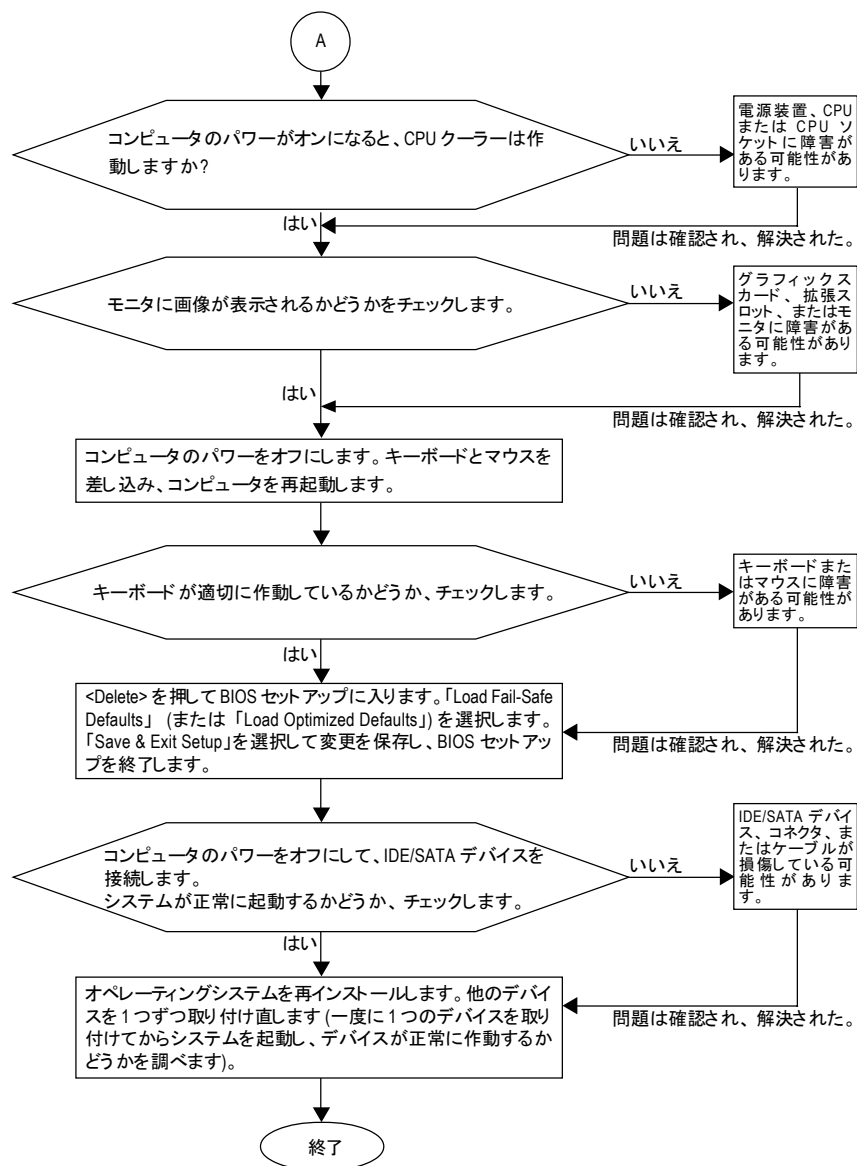 A
コンピュータのパワーがオンになると、CPU クーラーは作
動しますか?
いいえ
電源装置、CPU
または CPU ソ
ケットに障害が
ある可能性があ
ります。
はい
問題は確認され、解決された。
モニタに画像が表示されるかどうかをチェックします。
いいえ
グラフィックス
カード、拡張ス
ロット、またはモ
ニタに障害があ
る可能性があり
ます。
はい
問題は確認され、解決された。
コンピュータのパワーをオフにします。キーボードとマウスを
差し込み、コンピュータを再起動します。
キーボードが適切に作動しているかどうか、チェックします。
いいえ
キーボードまた
はマウスに障害
がある可能性が
あります。
はい
<Delete> を押して BIOS セットアップに入ります。「Load Fail-Safe
Defaults」 (または 「Load Optimized Defaults」) を選択します。
「Save & Exit Setup」を選択して変更を保存し、BIOS セットアッ
プを終了します。
問題は確認され、解決された。
コンピュータのパワーをオフにして、IDE/SATA デバイスを
接続します。
システムが正常に起動するかどうか、チェックします。
いいえ
IDE/SATA デバイ
ス、コネクタ、ま
たはケーブルが
損傷している可
能性がありま
す。
はい
オペレーティングシステムを再インストールします。他のデバイ
スを 1 つずつ取り付け直します (一度に 1 つのデバイスを取り
付けてからシステムを起動し、デバイスが正常に作動するか
どうかを調べます)。
問題は確認され、解決された。
終了